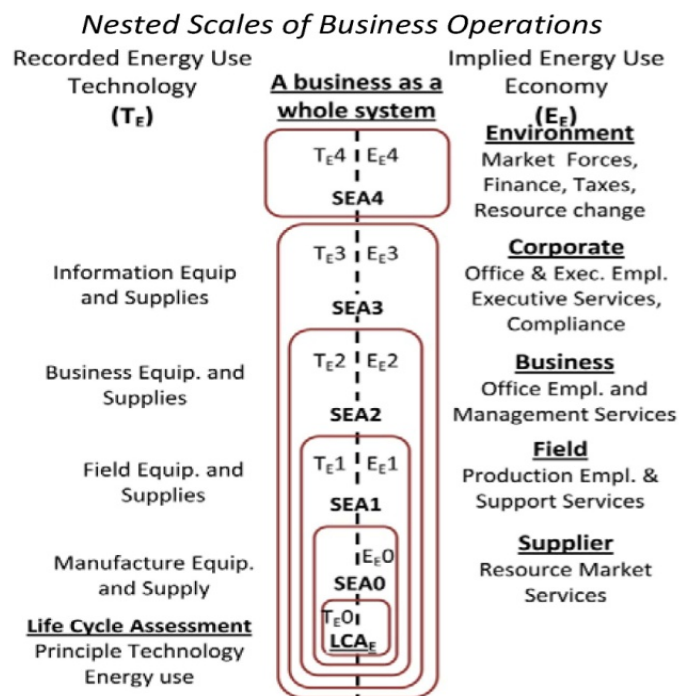 Nested Scales of Business Operations
Recorded Energy Use
Technology
(TE)
A business as a
whole system
Implied Energy Use
Economy
(EE)
TE4 EE4
SEA4
Environment
Market Forces,
Finance, Taxes,
Resource change
Information Equip
and Supplies
TE3 EE3
SEA3
Corporate
Office & Exec. Empl.
Executive Services,
Compliance
Business Equip. and
Supplies
TE2 EE2
SEA2
Business
Office Empl. and
Management Services
Field Equip. and
Supplies
TE1 EE1
SEA1
Field
Production Empl. &
Support Services
Manufacture Equip.
and Supply
EE0
SEA0
Supplier
Resource Market
Services
Life Cycle Assessment
Principle Technology
Energy use
TE0
LCAE